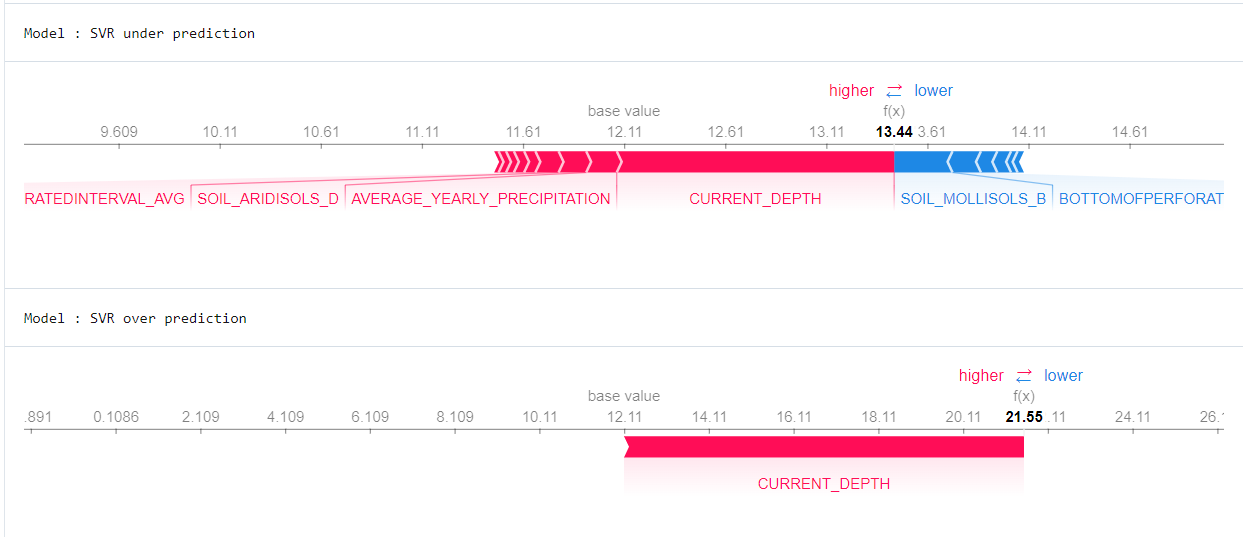 Model : SVR under prediction
higher ⇄ lower
base value f(x)
9.609 10.11 10.61 11.11 11.61 12.11 12.61 13.11 13.44 3.61 14.11 14.61
RATEDINTERVAL_AVG SOIL_ARIDISOLS_D AVERAGE_YEARLY_PRECIPITATION CURRENT_DEPTH SOIL_MOLLISOLS_B BOTTOMOFPERFORAT
Model : SVR over prediction
higher ⇄ lower
base value f(x)
.891 0.1086 2.109 4.109 6.109 8.109 10.11 12.11 14.11 16.11 18.11 20.11 21.55 .11 24.11 26.
CURRENT_DEPTH